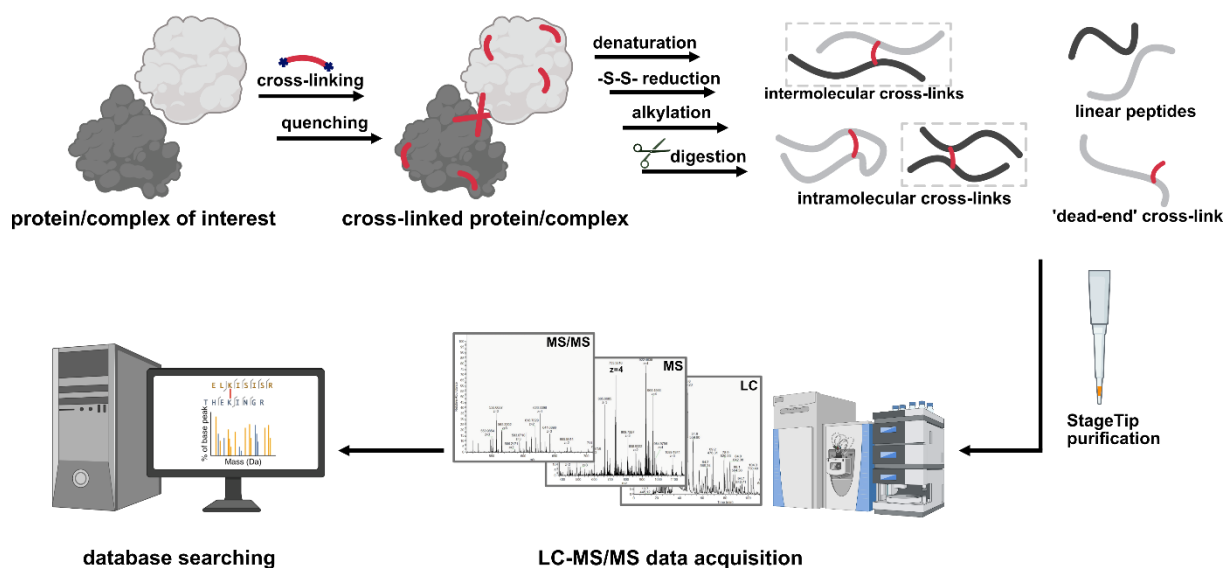 cross-linking
quenching
denaturation
-S-S- reduction
alkylation
digestion
intermolecular cross-links
linear peptides
intramolecular cross-links
'dead-end' cross-link
protein/complex of interest
cross-linked protein/complex
StageTip
purification
MS/MS
MS
z=4
LC
E L K I S I S R
T H E K I N G R
% of base peak
Mass (Da)
database searching
LC-MS/MS data acquisition